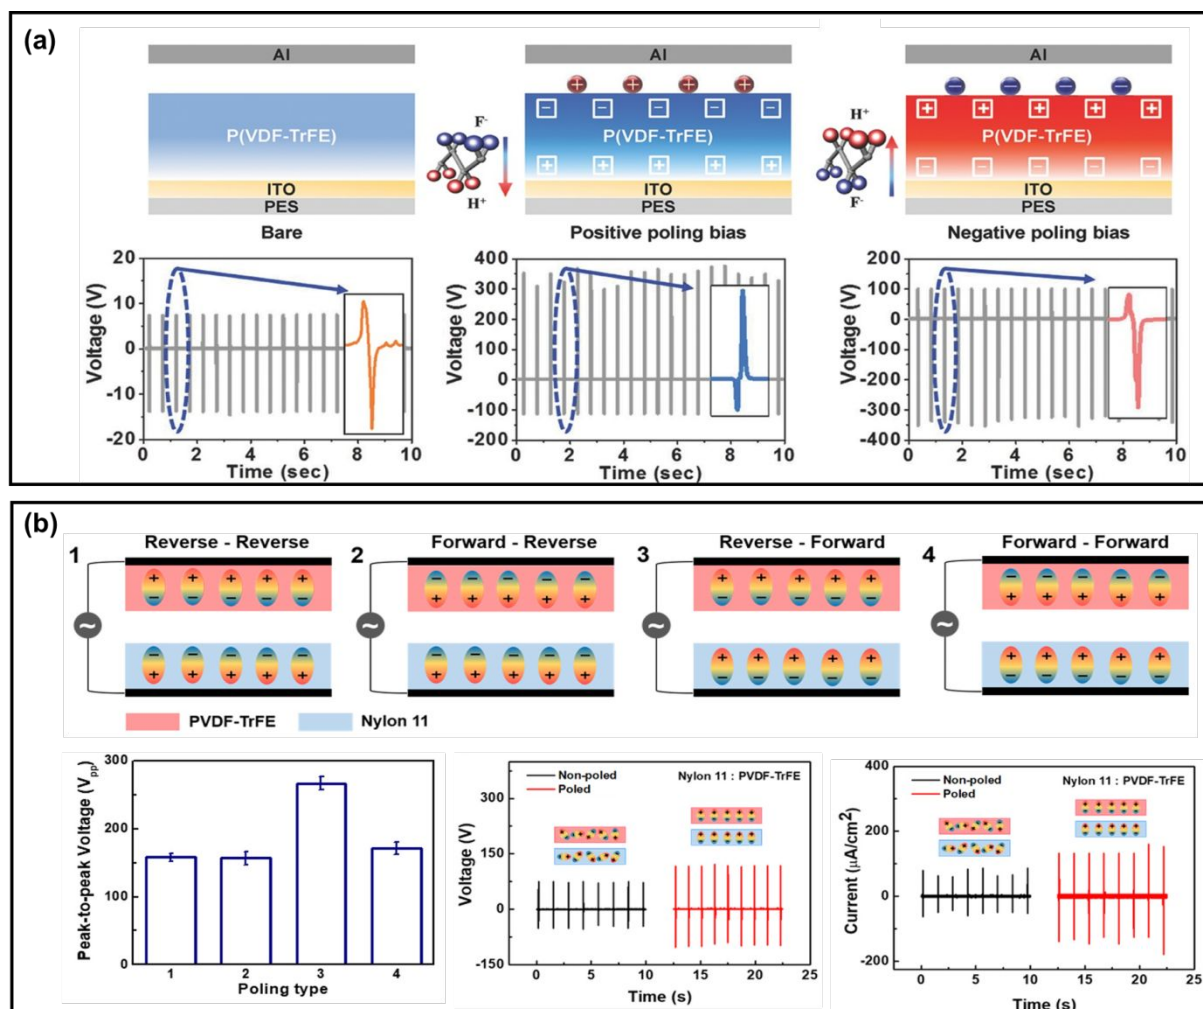 (a)
Al
P(VDF-TrFE)
ITO
PES
Bare
F-
H+
Al
+ + + +
- - - - -
P(VDF-TrFE)
+ + + + +
ITO
PES
Positive poling bias
H+
F-
Al
- - - -
+ + + + +
P(VDF-TrFE)
- - - - -
ITO
PES
Negative poling bias
Voltage (V)
20
10
0
-10
-20
0 2 4 6 8 10
Time (sec)
Voltage (V)
400
300
200
100
0
-100
-200
0 2 4 6 8 10
Time (sec)
Voltage (V)
200
100
0
-100
-200
-300
-400
0 2 4 6 8 10
Time (sec)
(b)
1
Reverse - Reverse
+ + + + +
- - - - -
~
- - - - -
+ + + + +
2
Forward - Reverse
- - - - -
+ + + + +
~
- - - - -
+ + + + +
3
Reverse - Forward
+ + + + +
- - - - -
~
+ + + + +
- - - - -
4
Forward - Forward
- - - - -
+ + + + +
~
+ + + + +
- - - - -
PVDF-TrFE
Nylon 11
Peak-to-peak Voltage (Vpp)
300
200
100
0
1 2 3 4
Poling type
Voltage (V)
300
150
0
-150
Non-poled
Poled
Nylon 11 : PVDF-TrFE
0 5 10 15 20 25
Time (s)
Current (µA/cm²)
400
200
0
-200
Non-poled
Poled
Nylon 11 : PVDF-TrFE
0 5 10 15 20 25
Time (s)